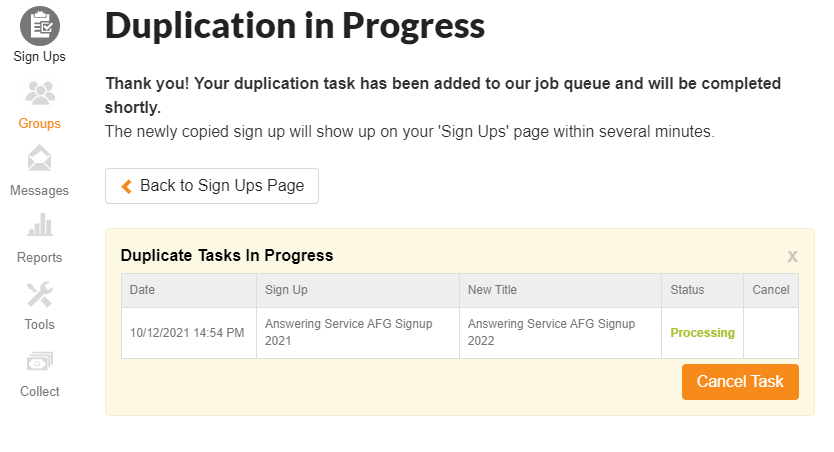 Duplication in Progress
Sign Ups
Thank you! Your duplication task has been added to our job queue and will be completed
shortly.
The newly copied sign up will show up on your 'Sign Ups' page within several minutes.
Groups
Messages
Back to Sign Ups Page
Reports
Tools
Collect
Duplicate Tasks In Progress
x
Date Sign Up New Title Status Cancel
10/12/2021 14:54 PM Answering Service AFG Signup Answering Service AFG Signup Processing
2021 2022
Cancel Task